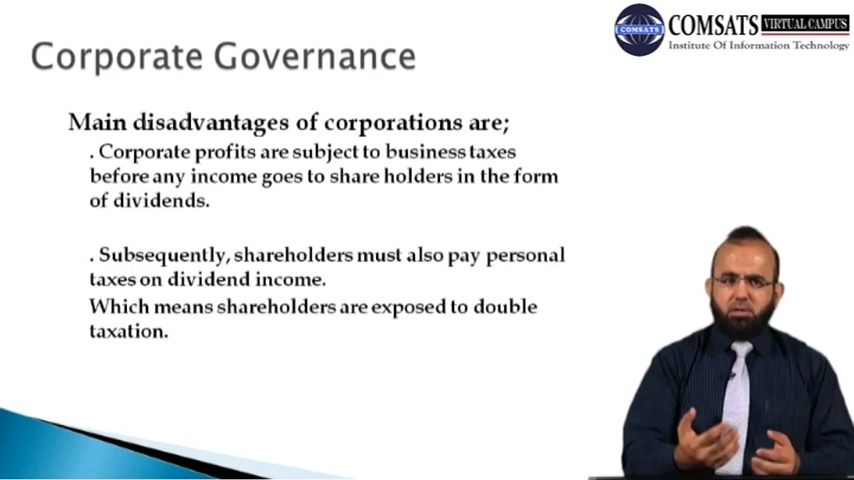 COMSATS VIRTUAL CAMPUS
COMSATS
Institute Of Information Technology
Corporate Governance
Main disadvantages of corporations are;
. Corporate profits are subject to business taxes
before any income goes to share holders in the form
of dividends.
. Subsequently, shareholders must also pay personal
taxes on dividend income.
Which means shareholders are exposed to double
taxation.